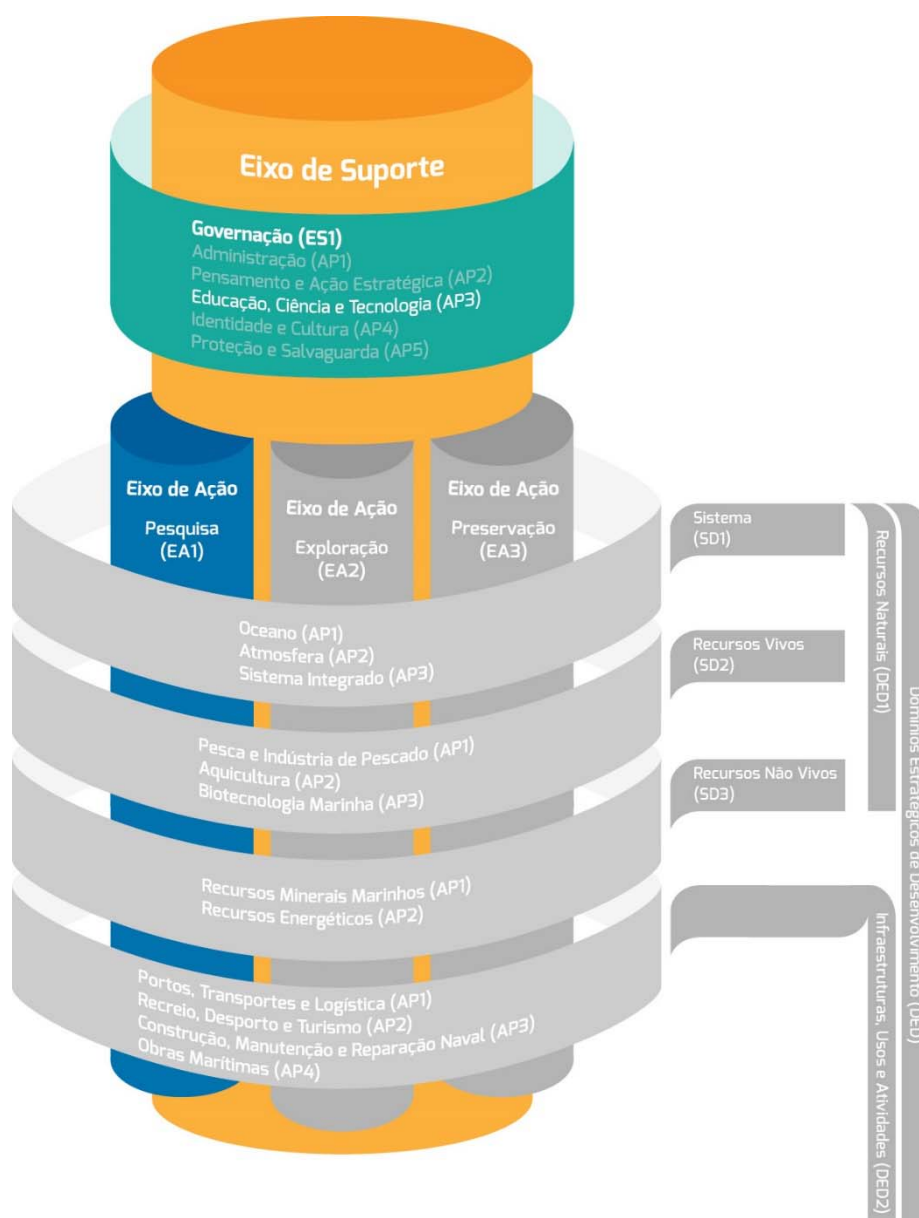 Eixo de Suporte
Governação (ES1)
Administração (AP1)
Pensamento e Ação Estratégica (AP2)
Educação, Ciência e Tecnologia (AP3)
Identidade e Cultura (AP4)
Proteção e Salvaguarda (AP5)
Eixo de Ação
Pesquisa
(EA1)
Eixo de Ação
Exploração
(EA2)
Eixo de Ação
Preservação
(EA3)
Oceano (AP1)
Atmosfera (AP2)
Sistema Integrado (AP3)
Pesca e Indústria de Pescado (AP1)
Aquicultura (AP2)
Biotecnologia Marinha (AP3)
Recursos Minerais Marinhos (AP1)
Recursos Energéticos (AP2)
Portos, Transportes e Logística (AP1)
Recreio, Desporto e Turismo (AP2)
Construção, Manutenção e Reparação Naval (AP3)
Obras Marítimas (AP4)
Sistema
(SD1)
Recursos Vivos
(SD2)
Recursos Não Vivos
(SD3)
Recursos Naturais (DED1)
Infraestruturas, Usos e Atividades (DED2)
Domínios Estratégicos de Desenvolvimento (DED)